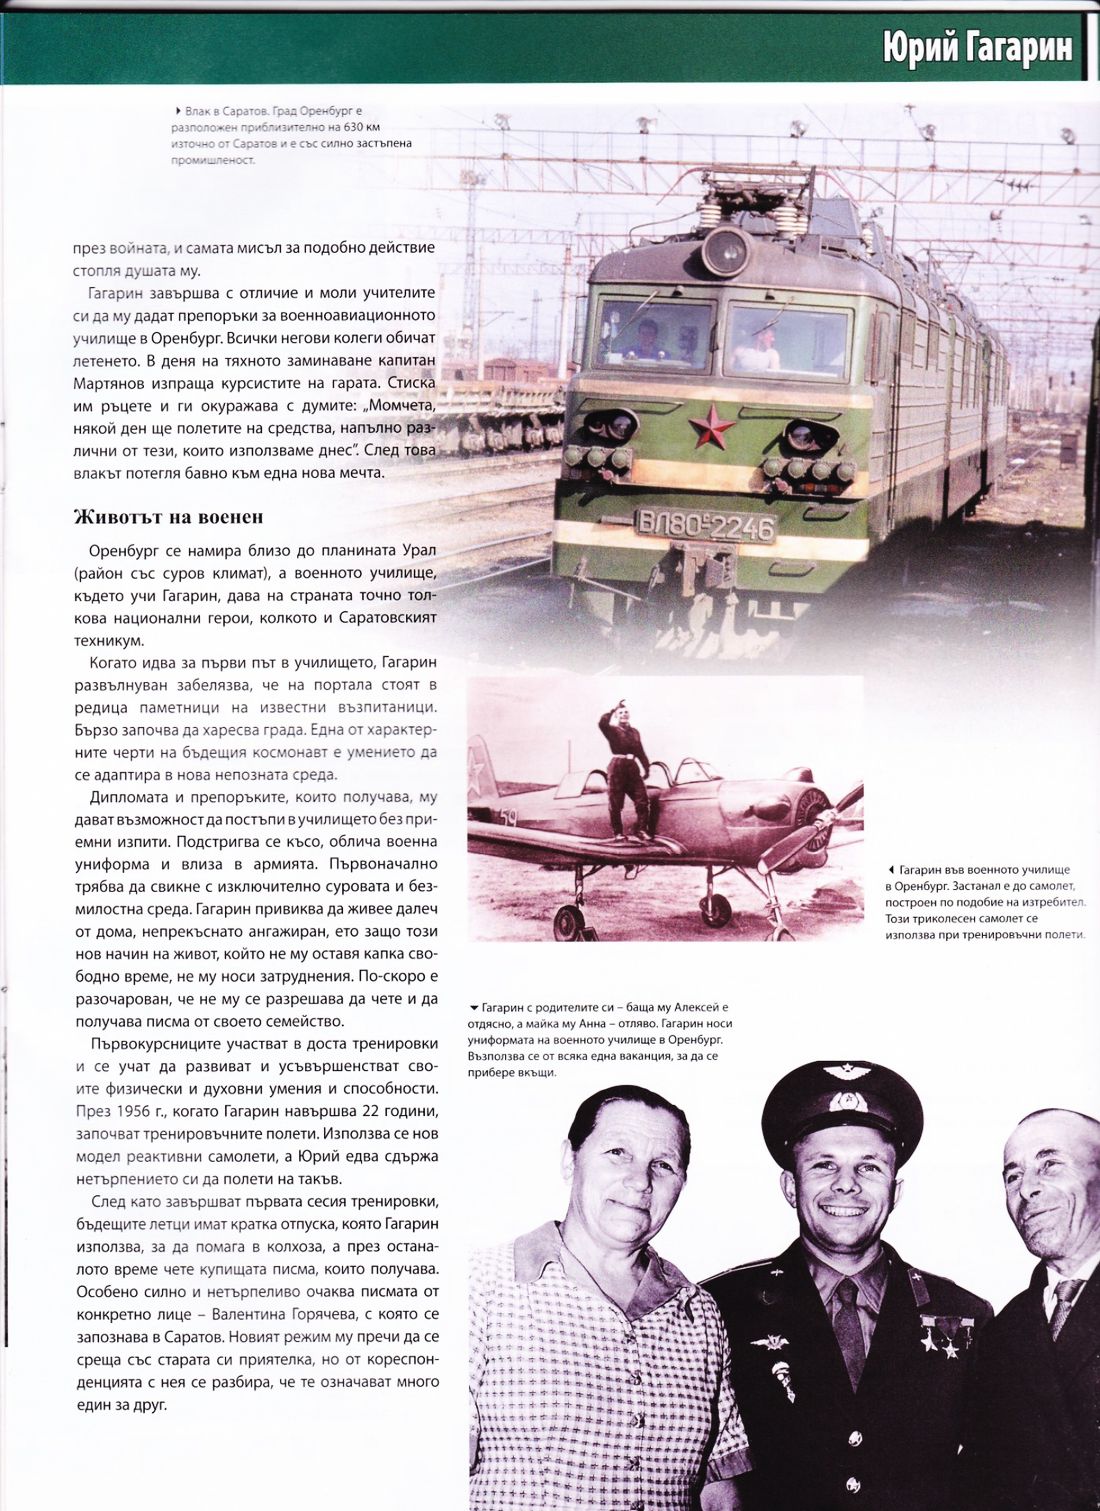 Юрий Гагарин
Влак в Саратов. Град Оренбург е
разположен приблизително на 630 км
източно от Саратов и е със силно застъпена
промишленост.
през войната, и самата мисъл за подобно действие
стопля душата му.
Гагарин завършва с отличие и моли учителите
си да му дадат препоръки за военноавиационното
училище в Оренбург. Всички негови колеги обичат
летенето. В деня на тяхното заминаване капитан
Мартянов изпраща курсистите на гарата. Стиска
им ръцете и ги окуражава с думите: „Момчета,
някой ден ще полетите на средства, напълно раз-
лични от тези, които използваме днес”. След това
влакът потегля бавно към една нова мечта.
Животът на военен
Оренбург се намира близо до планината Урал
(район със суров климат), а военното училище,
където учи Гагарин, дава на страната точно тол-
кова национални герои, колкото и Саратовският
техникум.
Когато идва за първи път в училището, Гагарин
развълнуван забелязва, че на портала стоят в
редица паметници на известни възпитаници.
Бързо започва да харесва града. Една от характер-
ните черти на бъдещия космонавт е умението да
се адаптира в нова непозната среда.
Дипломата и препоръките, които получава, му
дават възможност да постъпи в училището без при-
емни изпити. Подстригва се късо, облича военна
униформа и влиза в армията. Първоначално
трябва да свикне с изключително суровата и без-
милостна среда. Гагарин привиква да живее далеч
от дома, непрекъснато ангажиран, ето защо този
нов начин на живот, който не му оставя капка сво-
бодно време, не му носи затруднения. По-скоро е
разочарован, че не му се разрешава да чете и да
получава писма от своето семейство.
Първокурсниците участват в доста тренировки
и се учат да развиват и усъвършенстват сво-
ите физически и духовни умения и способности.
През 1956 г., когато Гагарин навършва 22 години,
започват тренировъчните полети. Използва се нов
модел реактивни самолети, а Юрий едва сдържа
нетърпението си да полети на такъв.
След като завършват първата сесия тренировки,
бъдещите летци имат кратка отпуска, която Гагарин
използва, за да помага в колхоза, а през остана-
лото време чете купищата писма, които получава.
Особено силно и нетърпеливо очаква писмата от
конкретно лице – Валентина Горячева, с която се
запознава в Саратов. Новият режим му пречи да се
среща със старата си приятелка, но от кореспон-
денцията с нея се разбира, че те означават много
един за друг.
ВЛ80С-2246
59
Гагарин във военното училище
в Оренбург. Застанал е до самолет,
построен по подобие на изтребител.
Този триколесен самолет се
използва при тренировъчни полети.
Гагарин с родителите си – баща му Алексей е
отдясно, а майка му Анна – отляво. Гагарин носи
униформата на военното училище в Оренбург.
Възползва се от всяка една ваканция, за да се
прибере вкъщи.